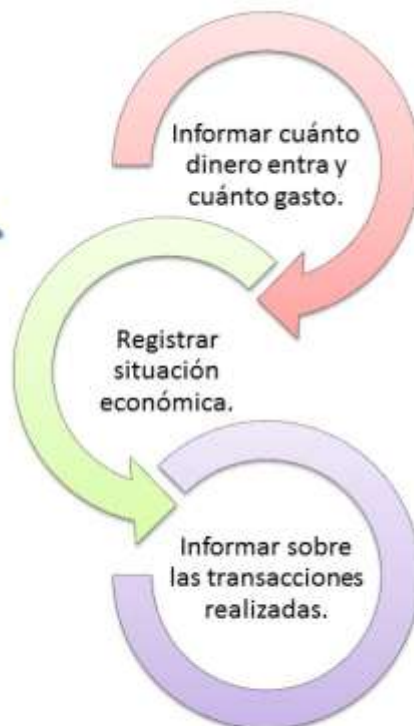 Informar cuánto
dinero entra y
cuánto gasto.
Registrar
situación
económica.
Informar sobre
las transacciones
realizadas.